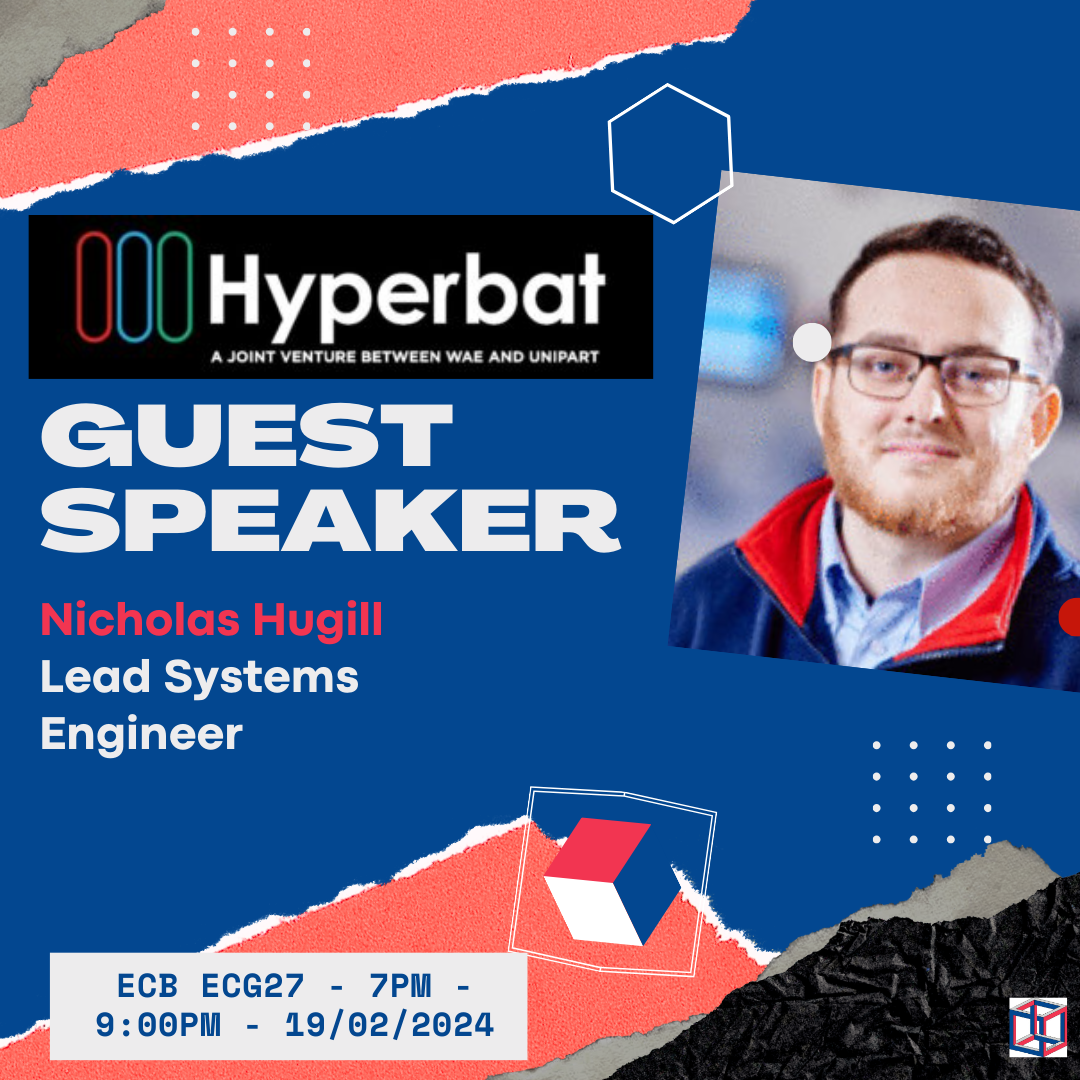 Hyperbat
A JOINT VENTURE BETWEEN WAE AND UNIPART
GUEST
SPEAKER
Nicholas Hugill
Lead Systems
Engineer
ECB ECG27 - 7PM -
9:00PM - 19/02/2024